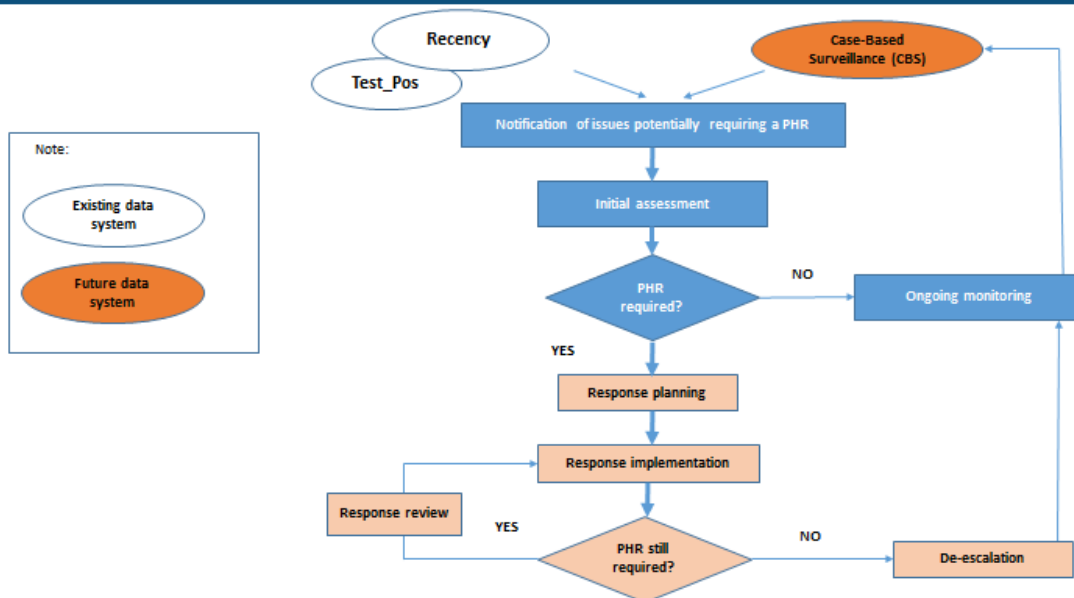 Recency
Test_Pos
Case-Based
Surveillance (CBS)
Notification of issues potentially requiring a PHR
Note:
Existing data
system
Future data
system
Initial assessment
PHR
required?
NO
Ongoing monitoring
YES
Response planning
Response implementation
Response review
YES
PHR still
required?
NO
De-escalation